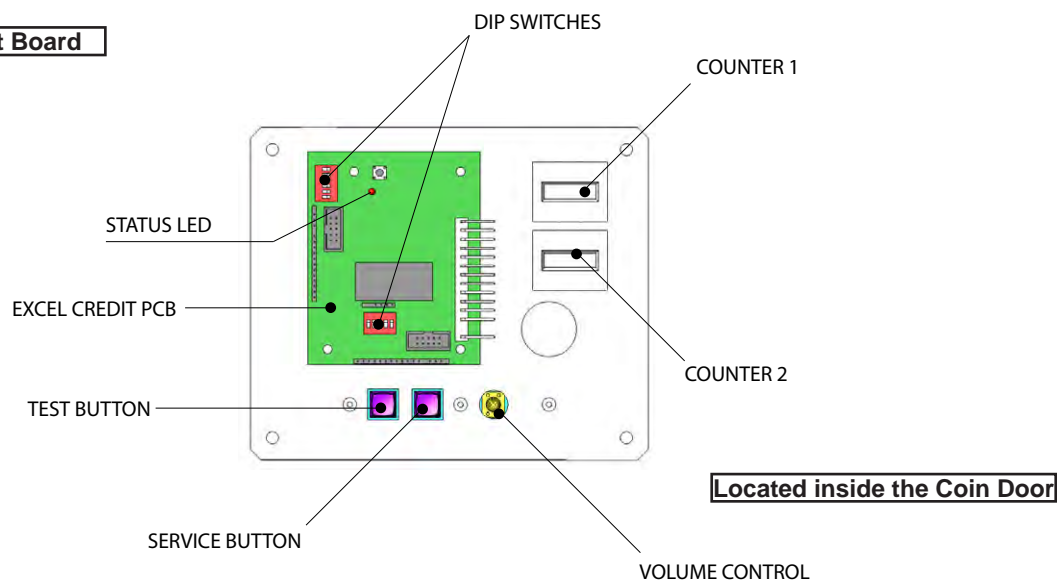 DIP SWITCHES
t Board
COUNTER 1
STATUS LED
EXCEL CREDIT PCB
COUNTER 2
TEST BUTTON
Located inside the Coin Door
SERVICE BUTTON
VOLUME CONTROL